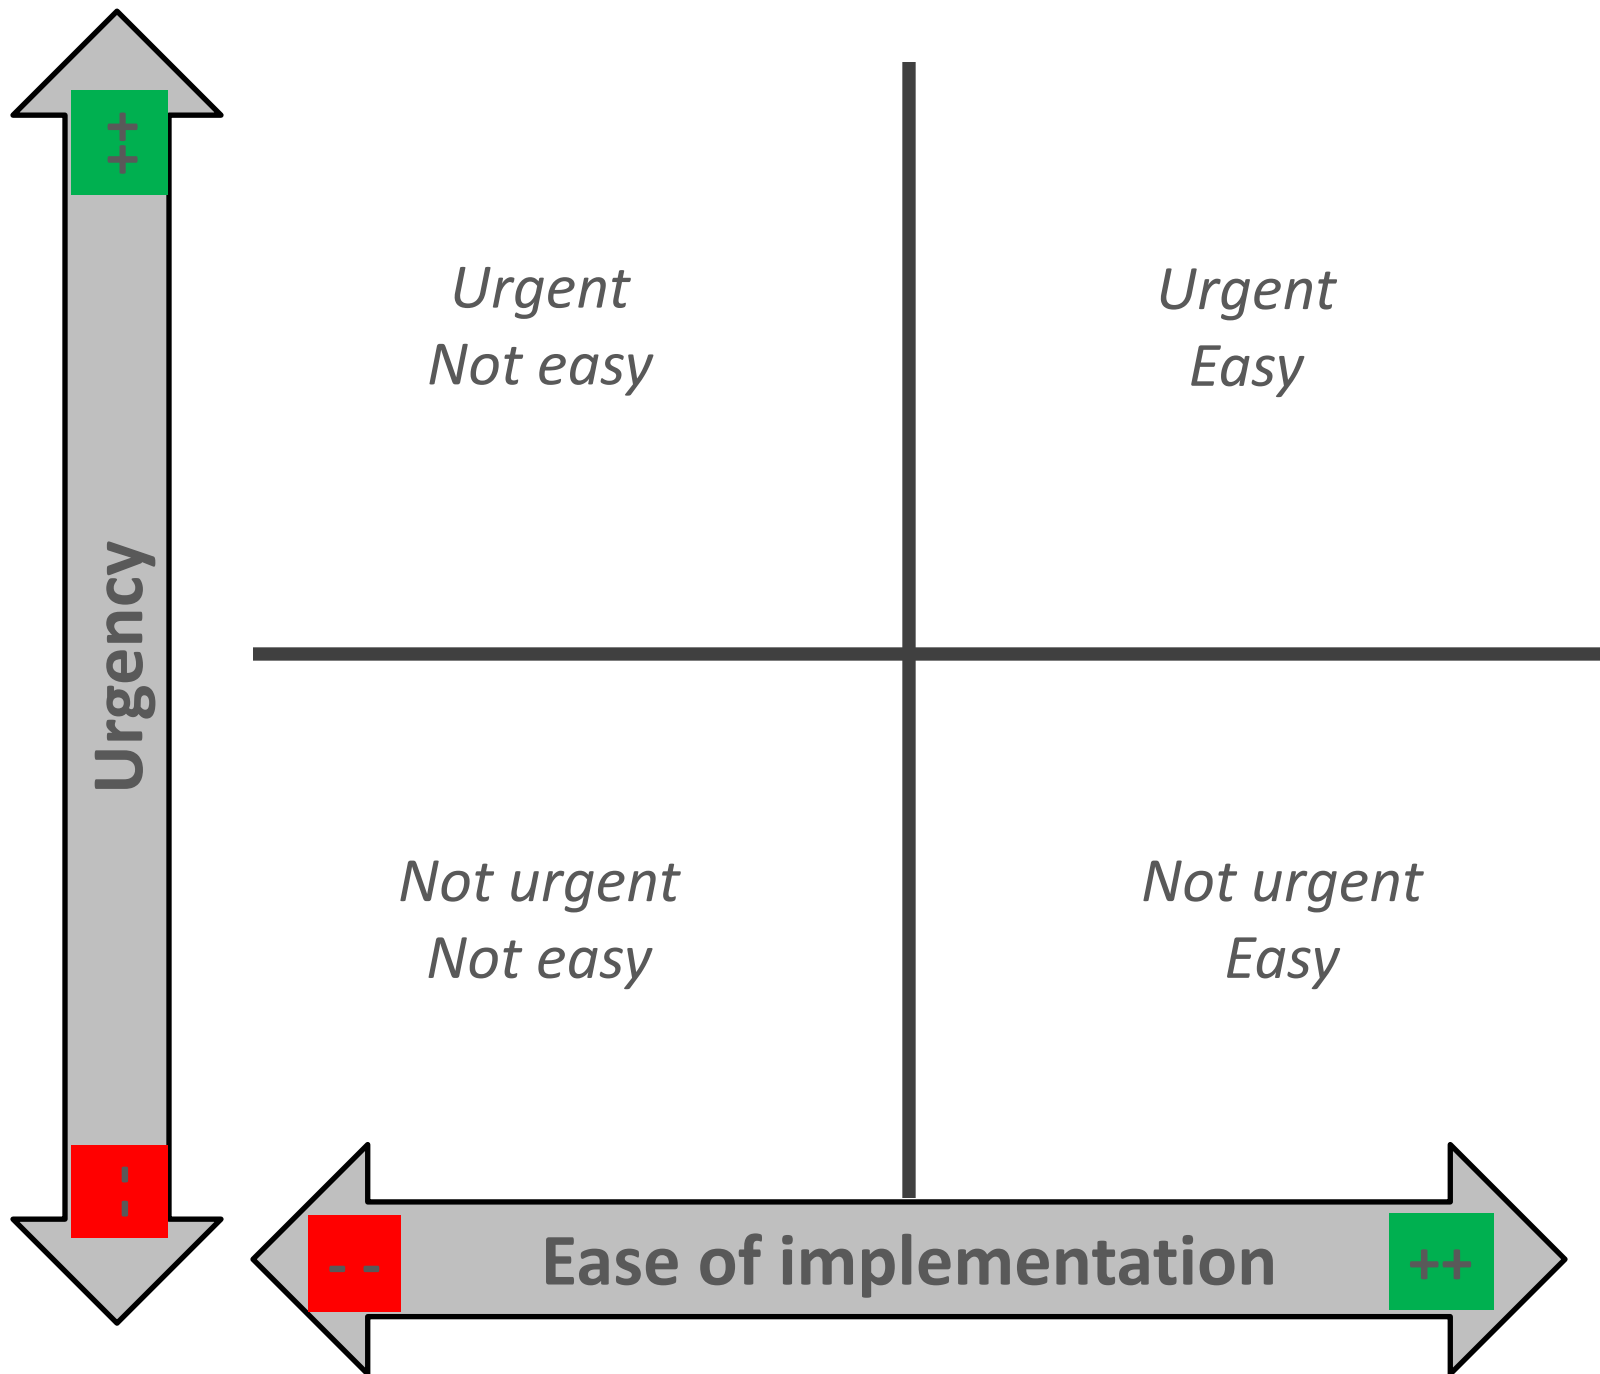 ++
Urgent
Not easy
Urgent
Easy
Urgency
Not urgent
Not easy
Not urgent
Easy
--
- -
Ease of implementation
++